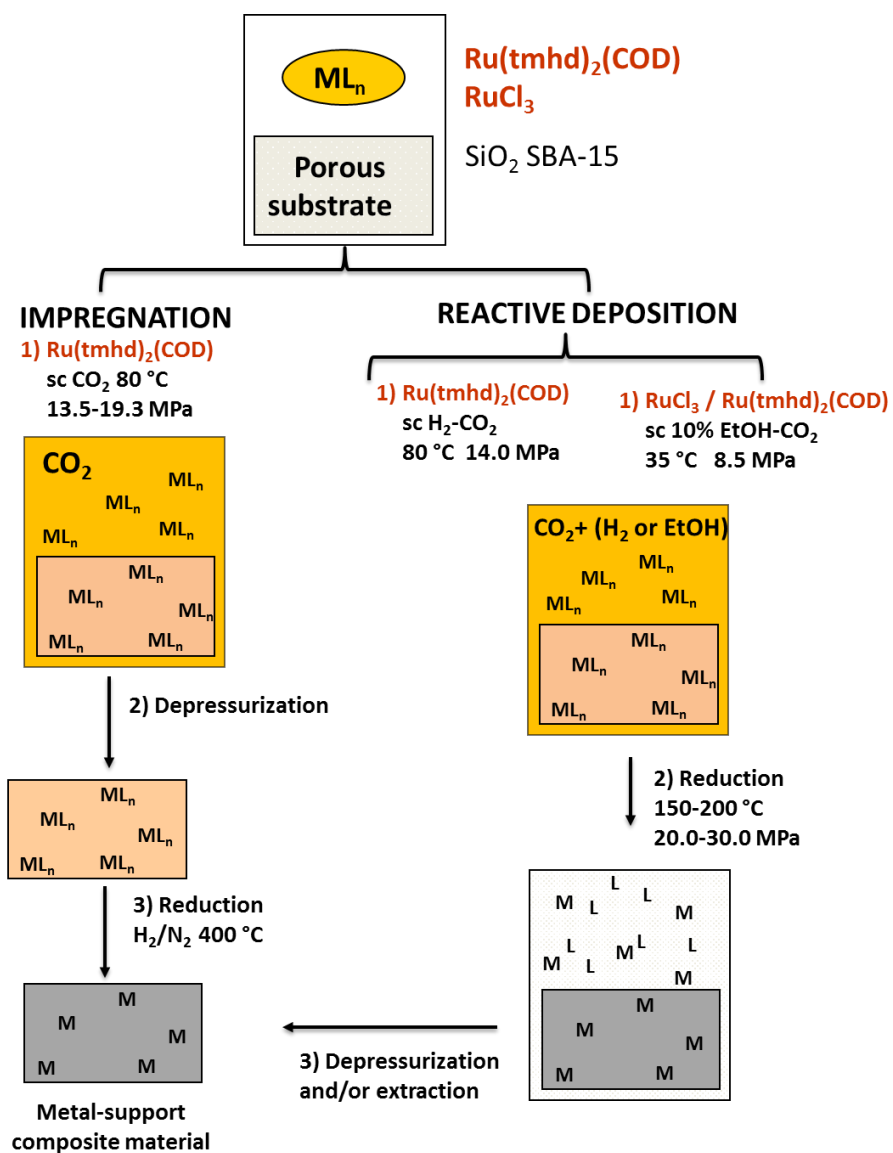 MLₙ
Ru(tmhd)₂(COD)
RuCl₃
SiO₂ SBA-15
Porous
substrate
IMPREGNATION
1) Ru(tmhd)₂(COD)
sc CO₂ 80 °C
13.5-19.3 MPa
REACTIVE DEPOSITION
1) Ru(tmhd)₂(COD)
sc H₂-CO₂
80 °C 14.0 MPa
1) RuCl₃ / Ru(tmhd)₂(COD)
sc 10% EtOH-CO₂
35 °C 8.5 MPa
CO₂
MLₙ
MLₙ
MLₙ
MLₙ
MLₙ
MLₙ
MLₙ
MLₙ
MLₙ
CO₂+ (H₂ or EtOH)
MLₙ
MLₙ
MLₙ
MLₙ
MLₙ
MLₙ
MLₙ
MLₙ
MLₙ
2) Depressurization
MLₙ
MLₙ
MLₙ
MLₙ
MLₙ
2) Reduction
150-200 °C
20.0-30.0 MPa
3) Reduction
H₂/N₂ 400 °C
L
M
L
L
M
L
M
L
M
L
L
M
M
M
M
M
M
M
M
M
M
M
3) Depressurization
and/or extraction
Metal-support
composite material